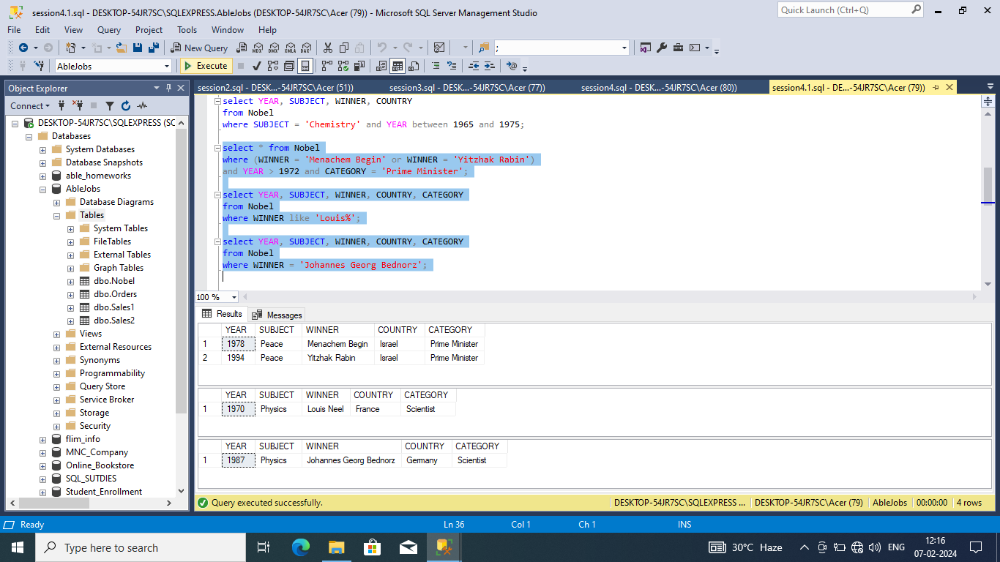 session4.1.sql - DESKTOP-54JR7SC\SQLEXPRESS.AbleJobs (DESKTOP-54JR7SC\Acer (79)) - Microsoft SQL Server Management Studio
Quick Launch (Ctrl+Q)
File Edit View Query Project Tools Window Help
New Query
MDX DMX XMLA DAX
;
AbleJobs
Execute
Object Explorer
session2.sql - DESK...-54JR7SC\Acer (51))
session3.sql - DESK...-54JR7SC\Acer (77))
session4.sql - DESK...-54JR7SC\Acer (80))
session4.1.sql - DE...-54JR7SC\Acer (79))
Connect
DESKTOP-54JR7SC\SQLEXPRESS (SC
Databases
System Databases
Database Snapshots
able_homeworks
AbleJobs
Database Diagrams
Tables
System Tables
FileTables
External Tables
Graph Tables
dbo.Nobel
dbo.Orders
dbo.Sales1
dbo.Sales2
Views
External Resources
Synonyms
Programmability
Query Store
Service Broker
Storage
Security
flim_info
MNC_Company
Online_Bookstore
SQL_SUTDIES
Student_Enrollment
select YEAR, SUBJECT, WINNER, COUNTRY
from Nobel
where SUBJECT = 'Chemistry' and YEAR between 1965 and 1975;
select * from Nobel
where (WINNER = 'Menachem Begin' or WINNER = 'Yitzhak Rabin')
and YEAR > 1972 and CATEGORY = 'Prime Minister';
select YEAR, SUBJECT, WINNER, COUNTRY, CATEGORY
from Nobel
where WINNER like 'Louis%';
select YEAR, SUBJECT, WINNER, COUNTRY, CATEGORY
from Nobel
where WINNER = 'Johannes Georg Bednorz';
100 %
Results Messages
YEAR SUBJECT WINNER COUNTRY CATEGORY
1 1978 Peace Menachem Begin Israel Prime Minister
2 1994 Peace Yitzhak Rabin Israel Prime Minister
YEAR SUBJECT WINNER COUNTRY CATEGORY
1 1970 Physics Louis Neel France Scientist
YEAR SUBJECT WINNER COUNTRY CATEGORY
1 1987 Physics Johannes Georg Bednorz Germany Scientist
Query executed successfully.
DESKTOP-54JR7SC\SQLEXPRESS ... DESKTOP-54JR7SC\Acer (79) AbleJobs 00:00:00 4 rows
Ready Ln 36 Col 1 Ch 1 INS
Type here to search
30°C Haze
ENG
12:16
07-02-2024